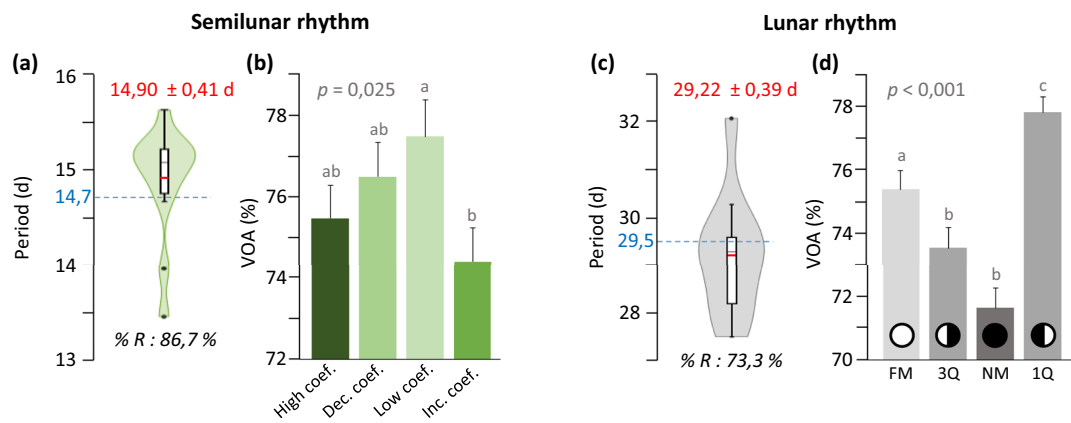 Semilunar rhythm
Lunar rhythm
(a)
16
15
14,7
14
13
Period (d)
14,90 ± 0,41 d
% R : 86,7 %
(b)
78
76
74
72
VOA (%)
p = 0,025
ab
ab
a
b
High coef.
Dec. coef.
Low coef.
Inc. coef.
(c)
32
30
29,5
28
Period (d)
29,22 ± 0,39 d
% R : 73,3 %
(d)
78
76
74
72
70
VOA (%)
p < 0,001
a
b
b
c
FM
3Q
NM
1Q